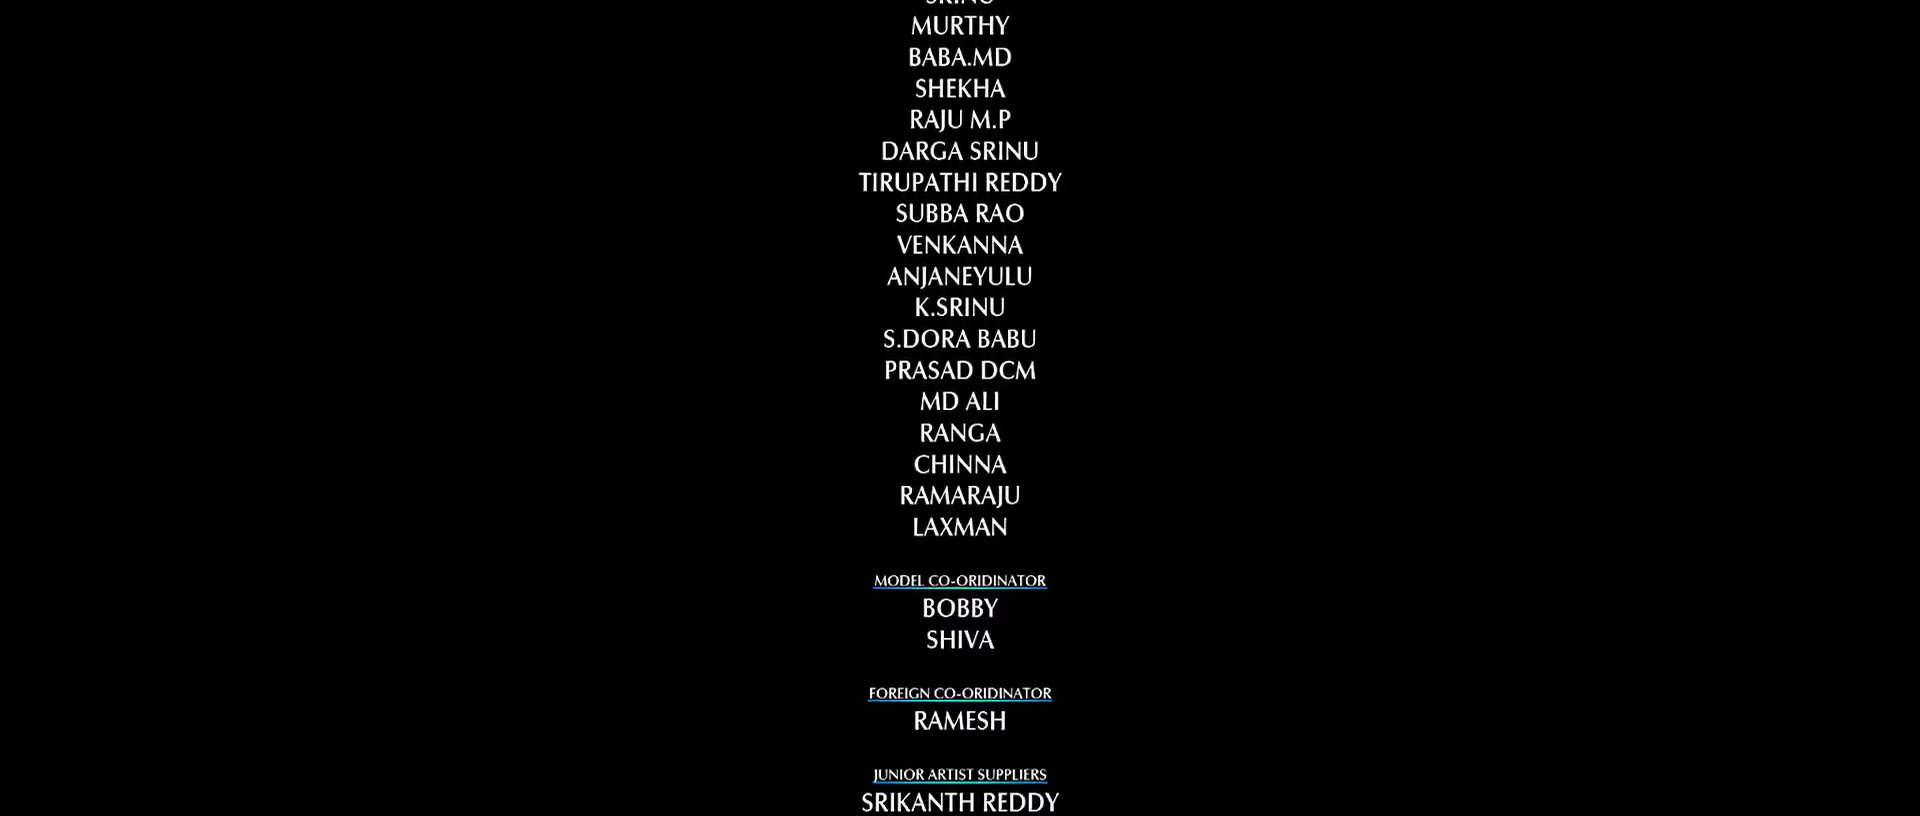 SRINU
MURTHY
BABA.MD
SHEKHA
RAJU M.P
DARGA SRINU
TIRUPATHI REDDY
SUBBA RAO
VENKANNA
ANJANEYULU
K.SRINU
S.DORA BABU
PRASAD DCM
MD ALI
RANGA
CHINNA
RAMARAJU
LAXMAN
MODEL CO-ORIDINATOR
BOBBY
SHIVA
FOREIGN CO-ORIDINATOR
RAMESH
JUNIOR ARTIST SUPPLIERS
SRIKANTH REDDY